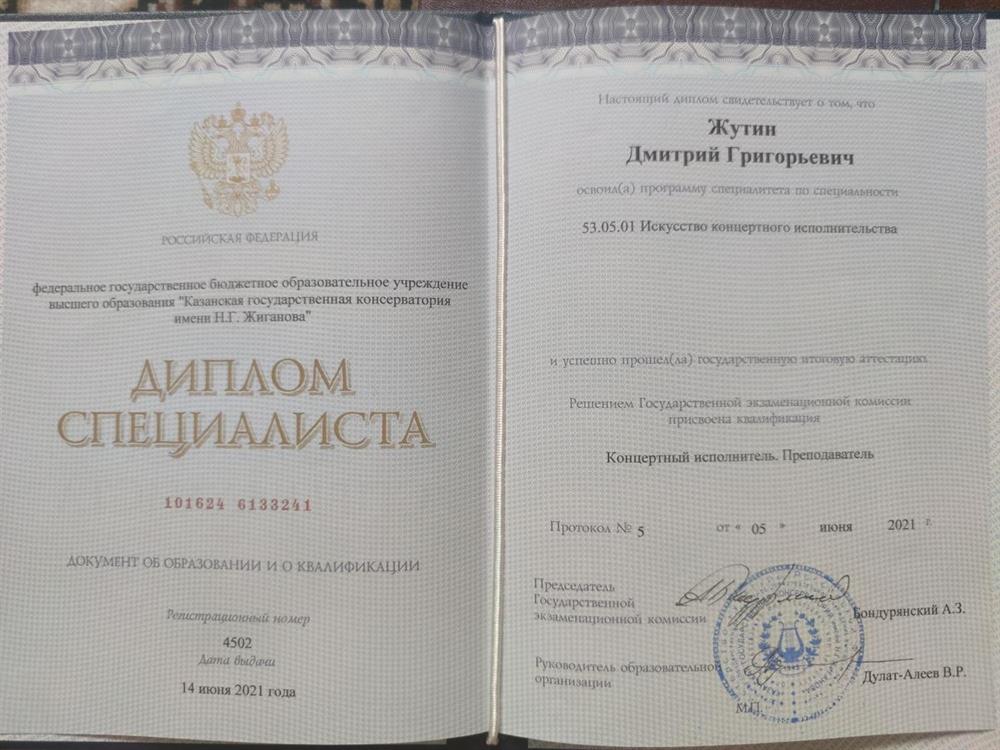 РОССИЙСКАЯ ФЕДЕРАЦИЯ
федеральное государственное бюджетное образовательное учреждение
высшего образования "Казанская государственная консерватория
имени Н.Г. Жиганова"
ДИПЛОМ
СПЕЦИАЛИСТА
101624 6133241
ДОКУМЕНТ ОБ ОБРАЗОВАНИИ И О КВАЛИФИКАЦИИ
Регистрационный номер
4502
Дата выдачи
14 июня 2021 года
Настоящий диплом свидетельствует о том, что
Жутин
Дмитрий Григорьевич
освоил(а) программу специалитета по специальности
53.05.01 Искусство концертного исполнительства
и успешно прошел(ла) государственную итоговую аттестацию.
Решением Государственной экзаменационной комиссии
присвоена квалификация
Концертный исполнитель. Преподаватель
Протокол № 5 от « 05 » июня 2021 г.
Председатель
Государственной
экзаменационной комиссии
Бондурянский А.З.
Руководитель образовательной
организации
Дулат-Алеев В.Р.
М.П.